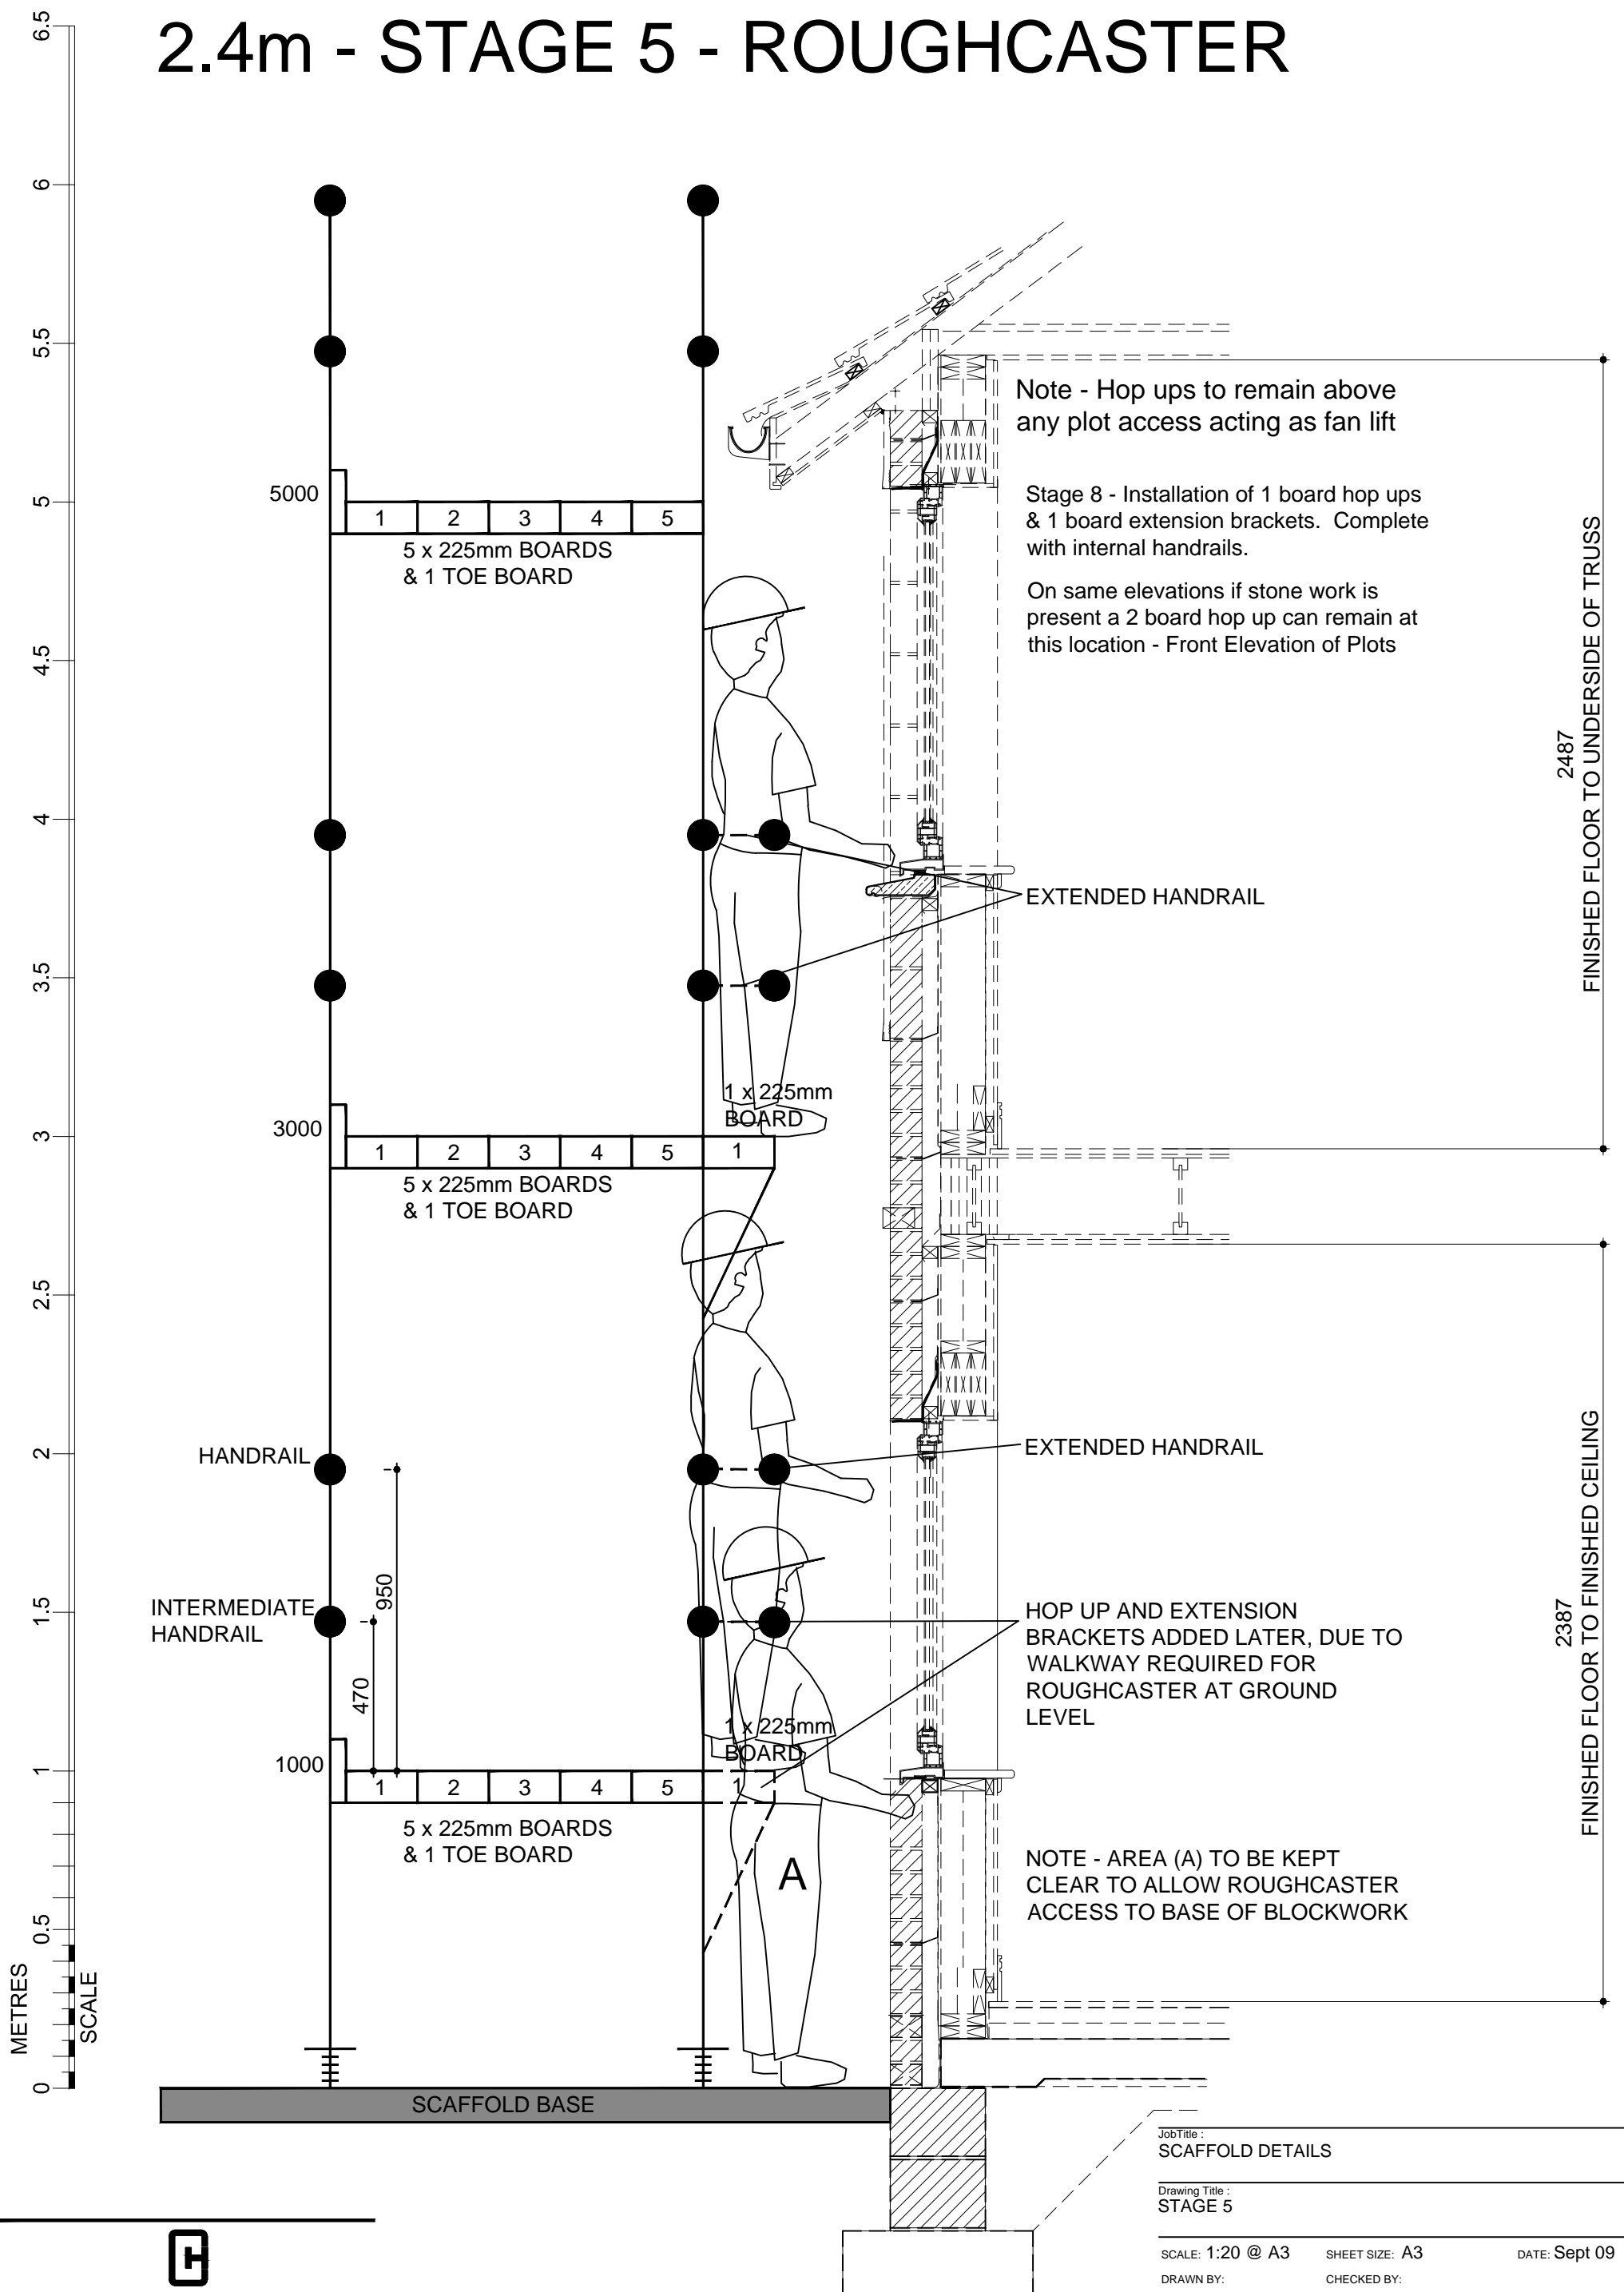 2.4m - STAGE 5 - ROUGHCASTER
6.5
6
5.5
5
4.5
4
3.5
3
2.5
2
1.5
1
0.5
0
METRES
SCALE
Note - Hop ups to remain above
any plot access acting as fan lift
Stage 8 - Installation of 1 board hop ups
& 1 board extension brackets. Complete
with internal handrails.
On same elevations if stone work is
present a 2 board hop up can remain at
this location - Front Elevation of Plots
5000
1 2 3 4 5
5 x 225mm BOARDS
& 1 TOE BOARD
2487
FINISHED FLOOR TO UNDERSIDE OF TRUSS
EXTENDED HANDRAIL
1 x 225mm
BOARD
3000
1 2 3 4 5 1
5 x 225mm BOARDS
& 1 TOE BOARD
HANDRAIL
EXTENDED HANDRAIL
INTERMEDIATE
HANDRAIL
950
470
HOP UP AND EXTENSION
BRACKETS ADDED LATER, DUE TO
WALKWAY REQUIRED FOR
ROUGHCASTER AT GROUND
LEVEL
2387
FINISHED FLOOR TO FINISHED CEILING
1 x 225mm
BOARD
1000
1 2 3 4 5 1
5 x 225mm BOARDS
& 1 TOE BOARD
A
NOTE - AREA (A) TO BE KEPT
CLEAR TO ALLOW ROUGHCASTER
ACCESS TO BASE OF BLOCKWORK
SCAFFOLD BASE
JobTitle :
SCAFFOLD DETAILS
Drawing Title :
STAGE 5
SCALE: 1:20 @ A3 SHEET SIZE: A3 DATE: Sept 09
DRAWN BY: CHECKED BY: